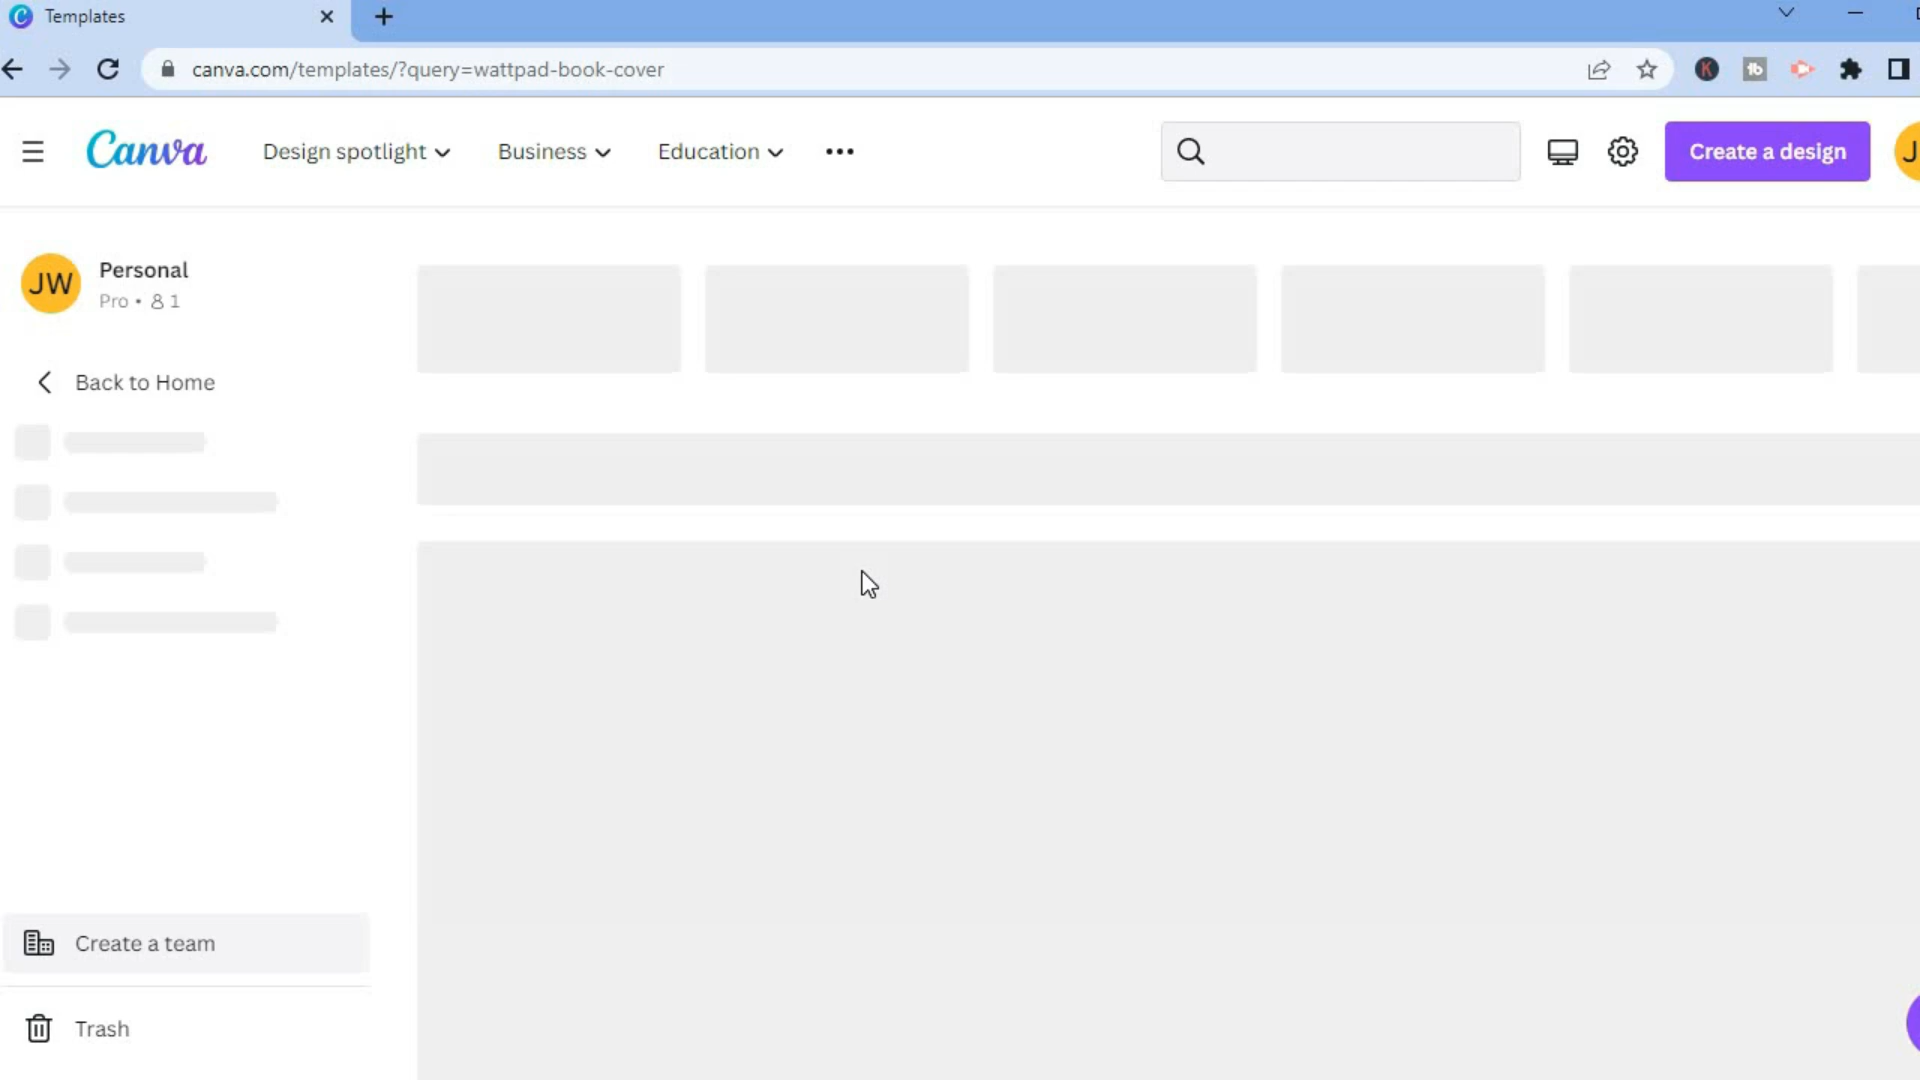 Templates
canva.com/templates/?query=wattpad-book-cover
K
tb
Canva
Design spotlight
Business
Education
Create a design
J
JW
Personal
Pro • 1
Back to Home
Create a team
Trash